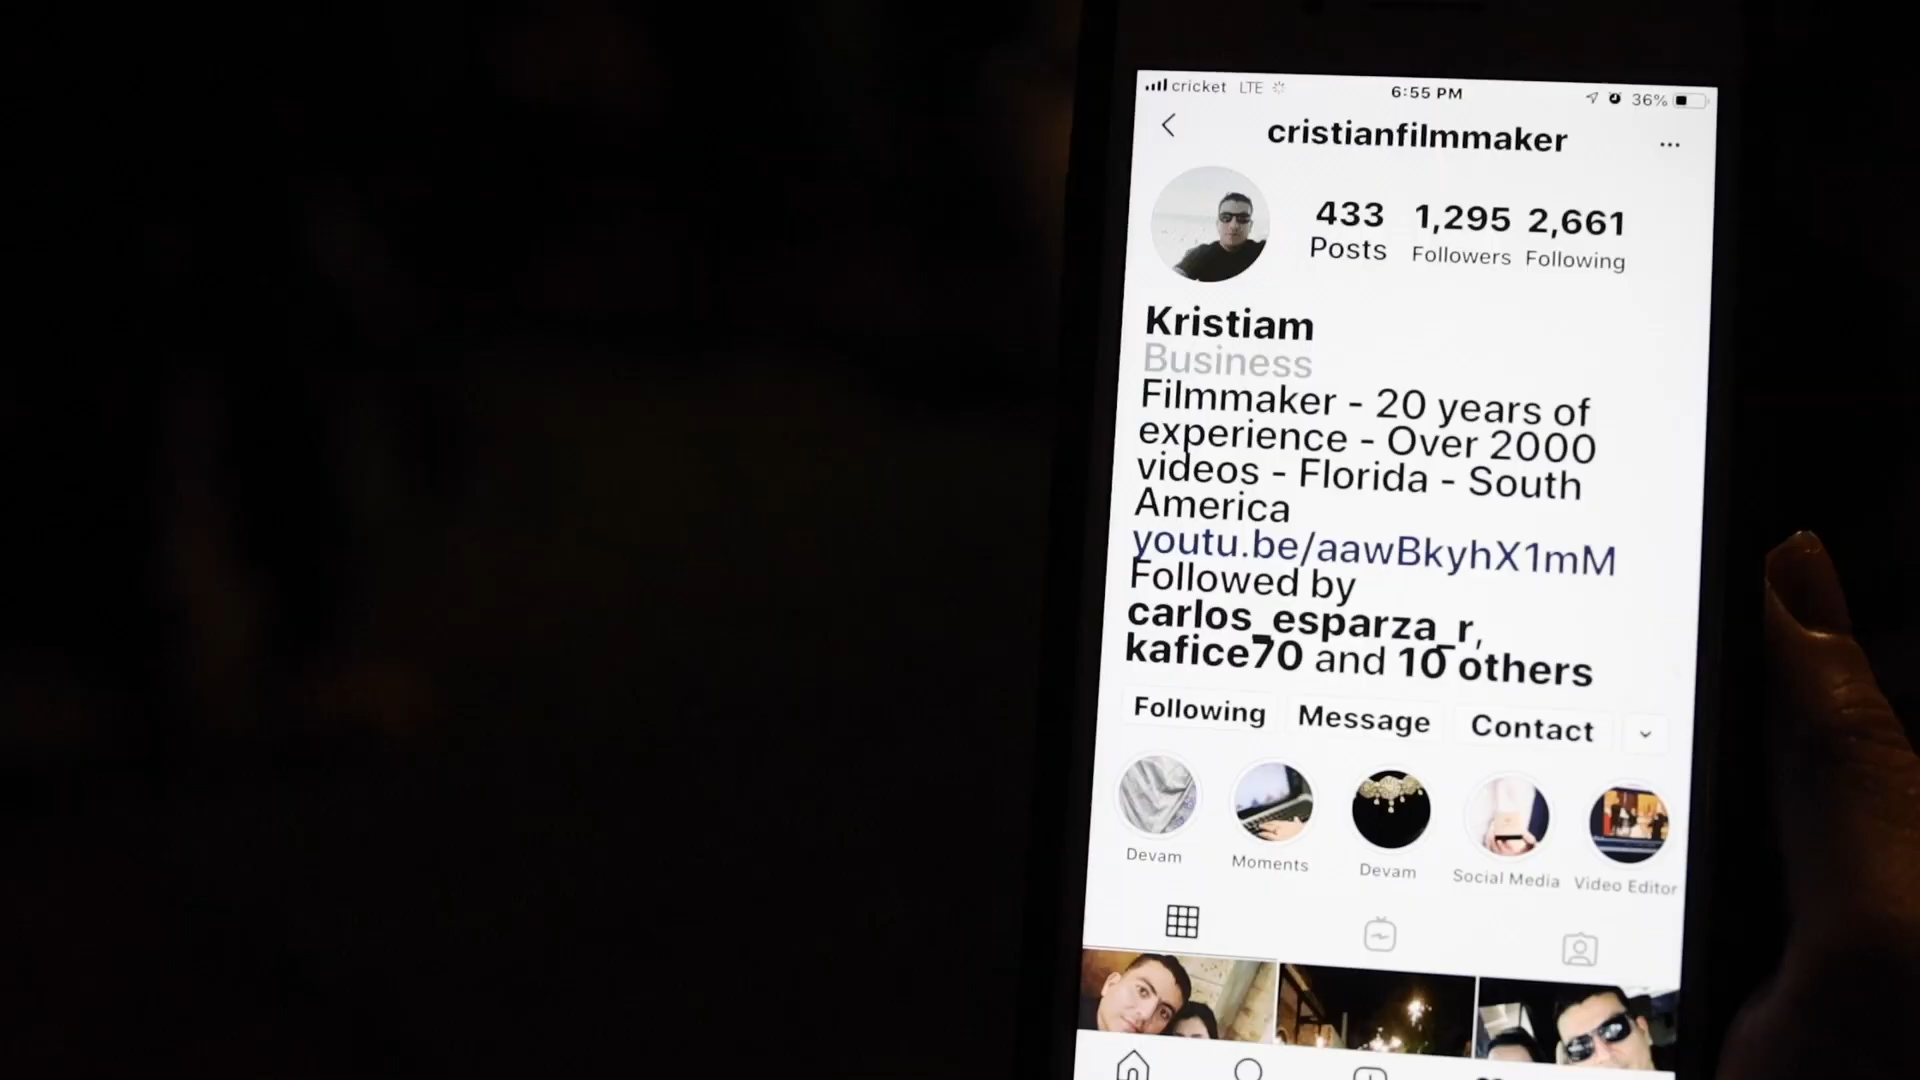 cricket LTE 6:55 PM 36%
cristianfilmmaker
433 1,295 2,661
Posts Followers Following
Kristiam
Business
Filmmaker - 20 years of
experience - Over 2000
videos - Florida - South
America
youtu.be/aawBkyhX1mM
Followed by
carlos_esparza_r,
kafice70 and 10 others
Following Message Contact
Devam Moments Devam Social Media Video Editor